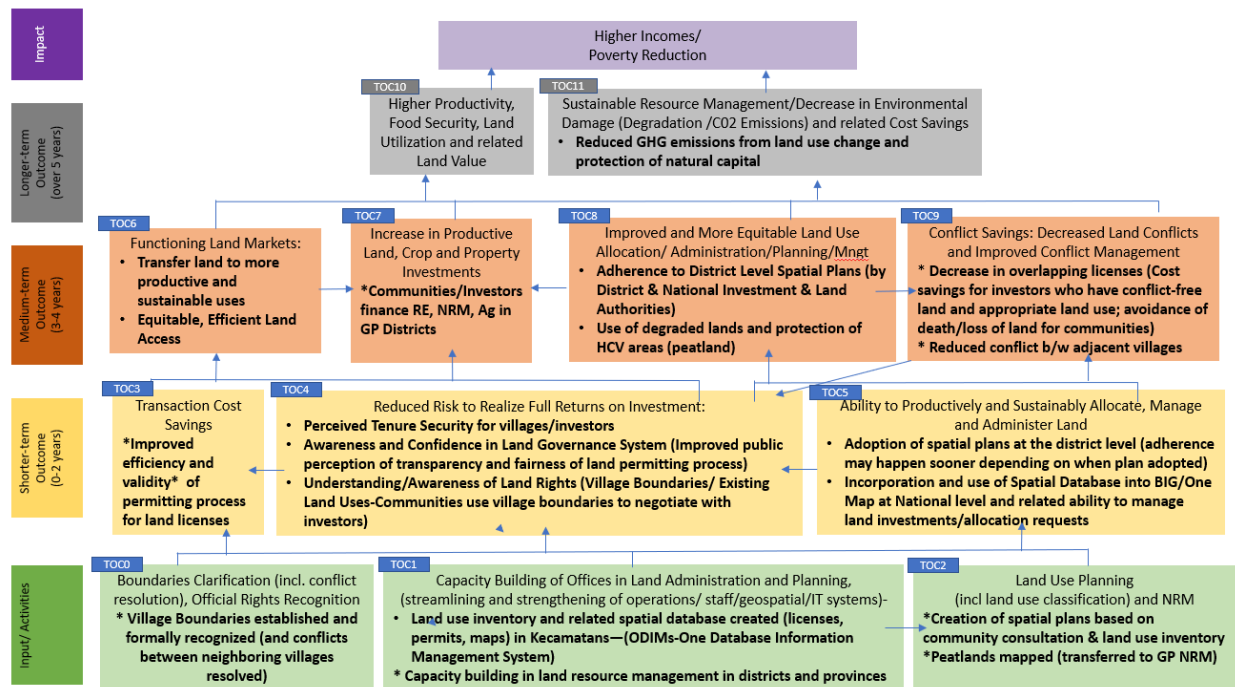 Impact
Higher Incomes/
Poverty Reduction
Longer-term
Outcome
(over 5 years)
TOC10
Higher Productivity,
Food Security, Land
Utilization and related
Land Value
TOC11
Sustainable Resource Management/Decrease in Environmental
Damage (Degradation /C02 Emissions) and related Cost Savings
• Reduced GHG emissions from land use change and
protection of natural capital
Medium-term
Outcome
(3-4 years)
TOC6
Functioning Land Markets:
• Transfer land to more
productive and
sustainable uses
• Equitable, Efficient Land
Access
TOC7
Increase in Productive
Land, Crop and Property
Investments
*Communities/Investors
finance RE, NRM, Ag in
GP Districts
TOC8
Improved and More Equitable Land Use
Allocation/ Administration/Planning/Mngt
• Adherence to District Level Spatial Plans (by
District & National Investment & Land
Authorities)
• Use of degraded lands and protection of
HCV areas (peatland)
TOC9
Conflict Savings: Decreased Land Conflicts
and Improved Conflict Management
* Decrease in overlapping licenses (Cost
savings for investors who have conflict-free
land and appropriate land use; avoidance of
death/loss of land for communities)
* Reduced conflict b/w adjacent villages
Shorter-term
Outcome
(0-2 years)
TOC3
Transaction Cost
Savings
*Improved
efficiency and
validity* of
permitting process
for land licenses
TOC4
Reduced Risk to Realize Full Returns on Investment:
• Perceived Tenure Security for villages/investors
• Awareness and Confidence in Land Governance System (Improved public
perception of transparency and fairness of land permitting process)
• Understanding/Awareness of Land Rights (Village Boundaries/ Existing
Land Uses-Communities use village boundaries to negotiate with
investors)
TOC5
Ability to Productively and Sustainably Allocate, Manage
and Administer Land
• Adoption of spatial plans at the district level (adherence
may happen sooner depending on when plan adopted)
• Incorporation and use of Spatial Database into BIG/One
Map at National level and related ability to manage
land investments/allocation requests
Input/ Activities
TOC0
Boundaries Clarification (incl. conflict
resolution), Official Rights Recognition
* Village Boundaries established and
formally recognized (and conflicts
between neighboring villages
resolved)
TOC1
Capacity Building of Offices in Land Administration and Planning,
(streamlining and strengthening of operations/ staff/geospatial/IT systems)-
• Land use inventory and related spatial database created (licenses,
permits, maps) in Kecamatans—(ODIMs-One Database Information
Management System)
* Capacity building in land resource management in districts and provinces
TOC2
Land Use Planning
(incl land use classification) and NRM
*Creation of spatial plans based on
community consultation & land use inventory
*Peatlands mapped (transferred to GP NRM)